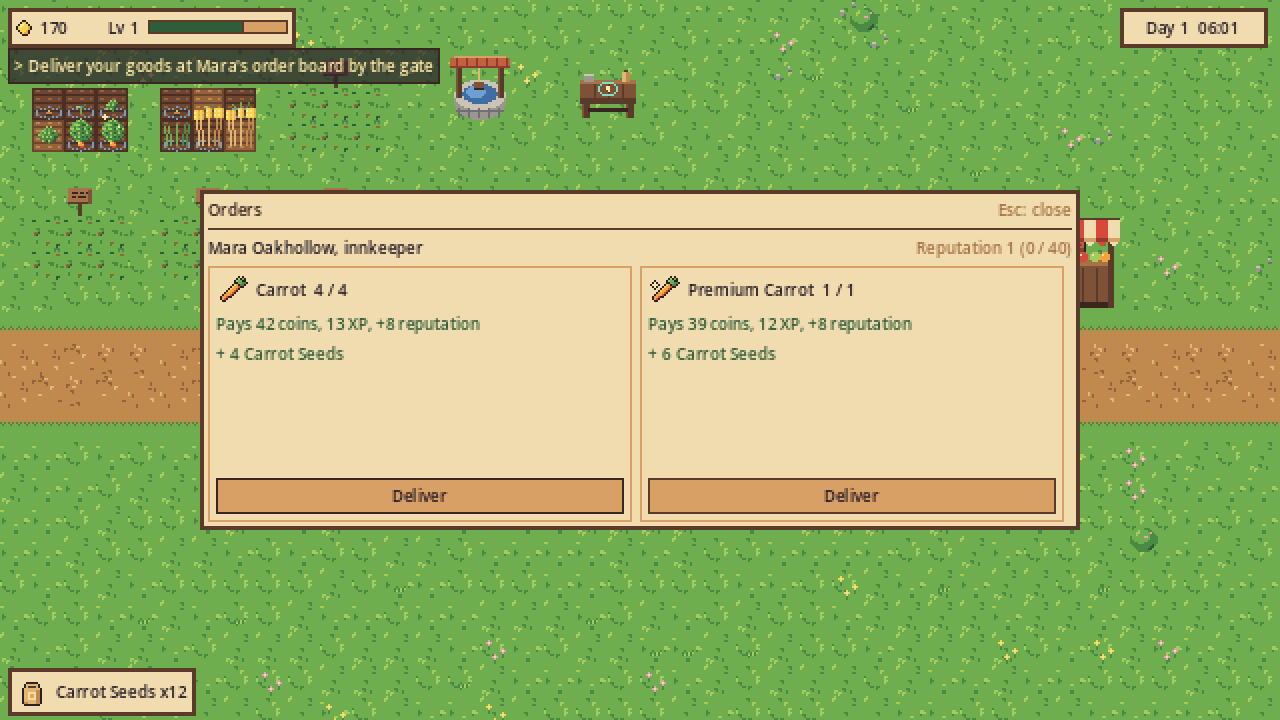 170 Lv 1
Day 1 06:01
> Deliver your goods at Mara's order board by the gate
Orders
Esc: close
Mara Oakhollow, innkeeper
Reputation 1 (0 / 40)
Carrot 4 / 4
Pays 42 coins, 13 XP, +8 reputation
+ 4 Carrot Seeds
Deliver
Premium Carrot 1 / 1
Pays 39 coins, 12 XP, +8 reputation
+ 6 Carrot Seeds
Deliver
Carrot Seeds x12